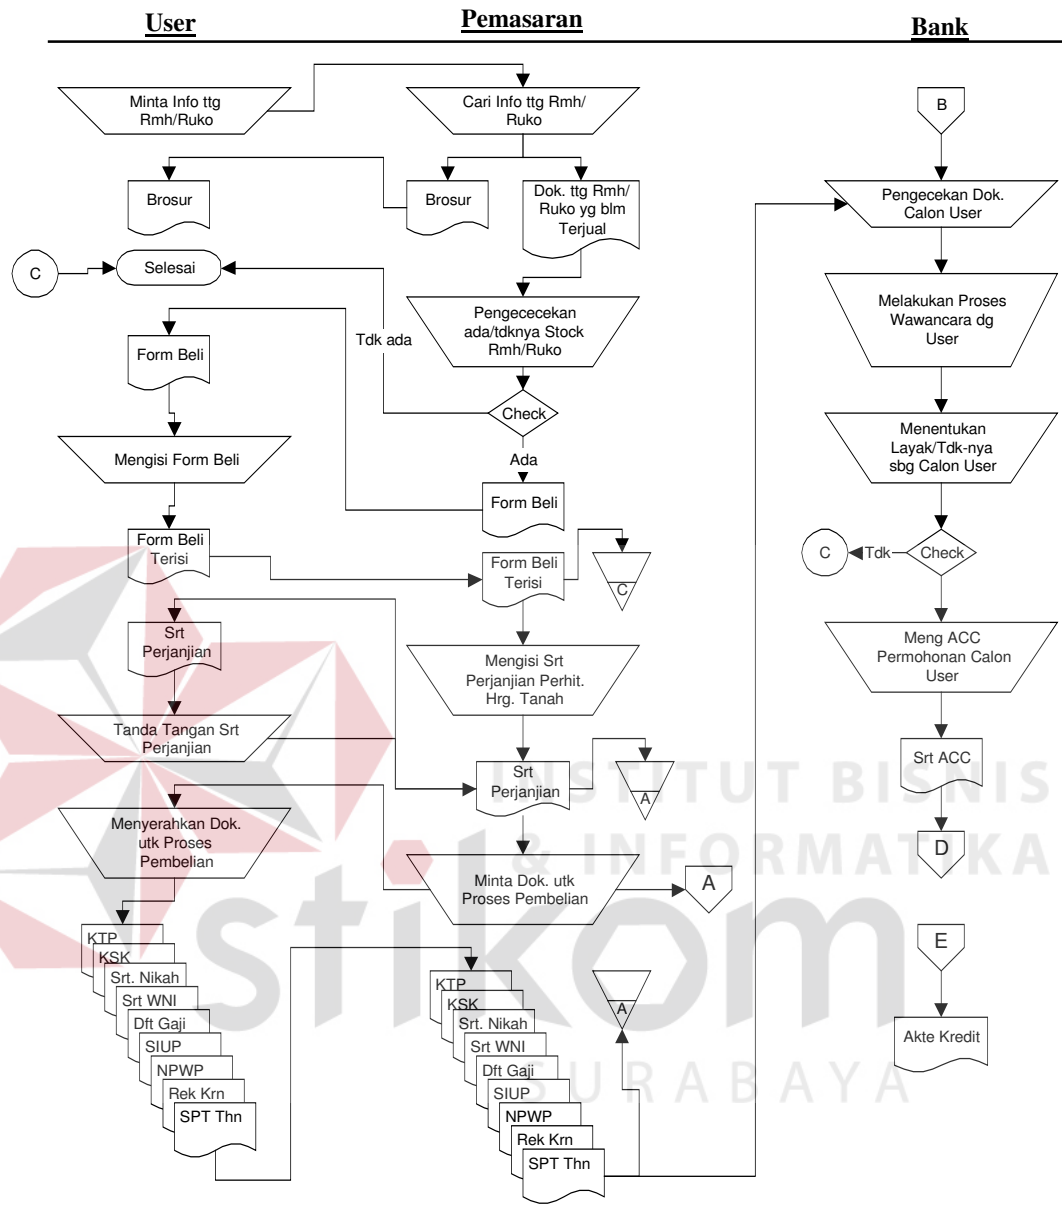 User
Pemasaran
Bank
Minta Info ttg
Rmh/Ruko
Cari Info ttg Rmh/
Ruko
B
Brosur
Brosur
Dok. ttg Rmh/
Ruko yg blm
Terjual
Pengecekan Dok.
Calon User
C
Selesai
Pengececekan
ada/tdknya Stock
Rmh/Ruko
Tdk ada
Melakukan Proses
Wawancara dg
User
Form Beli
Check
Ada
Menentukan
Layak/Tdk-nya
sbg Calon User
Mengisi Form Beli
Form Beli
Form Beli
Terisi
Form Beli
Terisi
C
C
Tdk
Check
Srt
Perjanjian
Mengisi Srt
Perjanjian Perhit.
Hrg. Tanah
Meng ACC
Permohonan Calon
User
Tanda Tangan Srt
Perjanjian
Srt
Perjanjian
A
Srt ACC
Menyerahkan Dok.
utk Proses
Pembelian
Minta Dok. utk
Proses Pembelian
A
D
KTP
KSK
Srt. Nikah
Srt WNI
Dft Gaji
SIUP
NPWP
Rek Krn
SPT Thn
KTP
KSK
Srt. Nikah
Srt WNI
Dft Gaji
SIUP
NPWP
Rek Krn
SPT Thn
A
E
Akte Kredit
INSTITUT BISNIS
& INFORMATIKA
stikom
SURABAYA